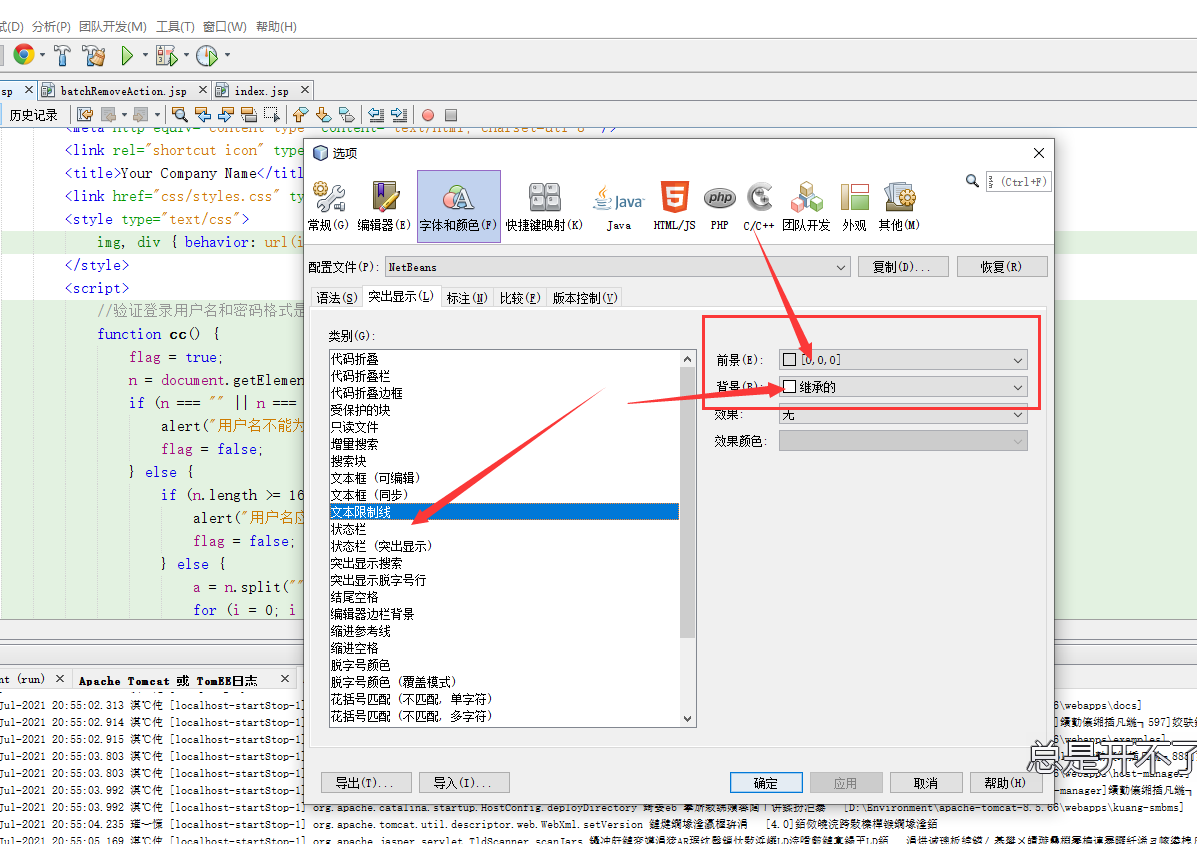 试(D) 分析(P) 团队开发(M) 工具(T) 窗口(W) 帮助(H)
sp batchRemoveAction.jsp index.jsp
历史记录
<meta http-equiv="content-type" content="text/html; charset=utf-8" />
<link rel="shortcut icon" type
<title>Your Company Name</titl
<link href="css/styles.css" ty
<style type="text/css">
img, div { behavior: url(i
</style>
<script>
//验证登录用户名和密码格式是
function cc() {
flag = true;
n = document.getElemen
if (n === "" || n ===
alert("用户名不能为
flag = false;
} else {
if (n.length >= 16
alert("用户名应
flag = false;
} else {
a = n.split(""
for (i = 0; i
选项
(Ctrl+F)
常规(G) 编辑器(E) 字体和颜色(F) 快捷键映射(K) Java HTML/JS PHP C/C++ 团队开发 外观 其他(M)
配置文件(P): NetBeans 复制(D)... 恢复(R)
语法(S) 突出显示(L) 标注(N) 比较(F) 版本控制(V)
类别(G):
代码折叠
代码折叠栏
代码折叠边框
受保护的块
只读文件
增量搜索
搜索块
文本框 (可编辑)
文本框 (同步)
文本限制线
状态栏
状态栏 (突出显示)
突出显示搜索
突出显示脱字号行
结尾空格
编辑器边栏背景
缩进参考线
缩进空格
脱字号颜色
脱字号颜色 (覆盖模式)
花括号匹配 (不匹配, 单字符)
花括号匹配 (不匹配, 多字符)
前景(E): [0,0,0]
背景(B): 继承的
效果: 无
效果颜色:
导出(T)... 导入(I)... 确定 应用 取消 帮助(H)
nt (run) Apache Tomcat 或 TomEE日志
Jul-2021 20:55:02.313 [localhost-startStop-1] 6\webapps\docs]
Jul-2021 20:55:02.914 [localhost-startStop-1]
Jul-2021 20:55:02.915 [localhost-startStop-1] 6\webapps\examples]
Jul-2021 20:55:03.803 [localhost-startStop-1]
Jul-2021 20:55:03.803 [localhost-startStop-1] 6\webapps\host-manager]
Jul-2021 20:55:03.992 [localhost-startStop-1] -manager]
Jul-2021 20:55:03.992 [localhost-startStop-1] org.apache.catalina.startup.HostConfig.deployDirectory [D:\Environment\apache-tomcat-8.5.66\webapps\kuang-smbms]
Jul-2021 20:55:04.235 [localhost-startStop-1] org.apache.tomcat.util.descriptor.web.WebXml.setVersion
Jul-2021 20:55:05.169 [localhost-startStop-1] org.apache.jasper.servlet.TldScanner.scanJars
总是开不了